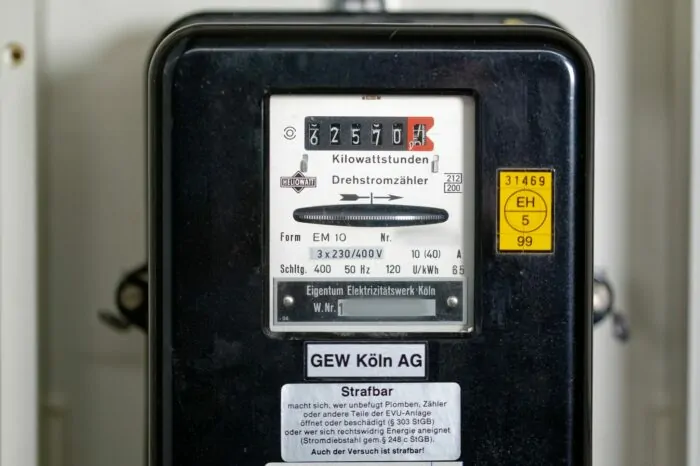 62570
Kilowattstunden
HELIOWATT
Drehstromzähler
212
200
Form EM 10 Nr.
3 x 230/400 V 10 (40) A
Schltg. 400 50 Hz 120 U/kWh 65
Eigentum Elektrizitätswerk Köln
W.Nr. 1
31469
EH
5
99
GEW Köln AG
Strafbar
macht sich, wer unbefugt Plomben, Zähler
oder andere Teile der EVU-Anlage
öffnet oder beschädigt (§ 303 StGB)
oder wer sich rechtswidrig Energie aneignet
(Stromdiebstahl gem.§ 248 c StGB).
Auch der Versuch ist strafbar!